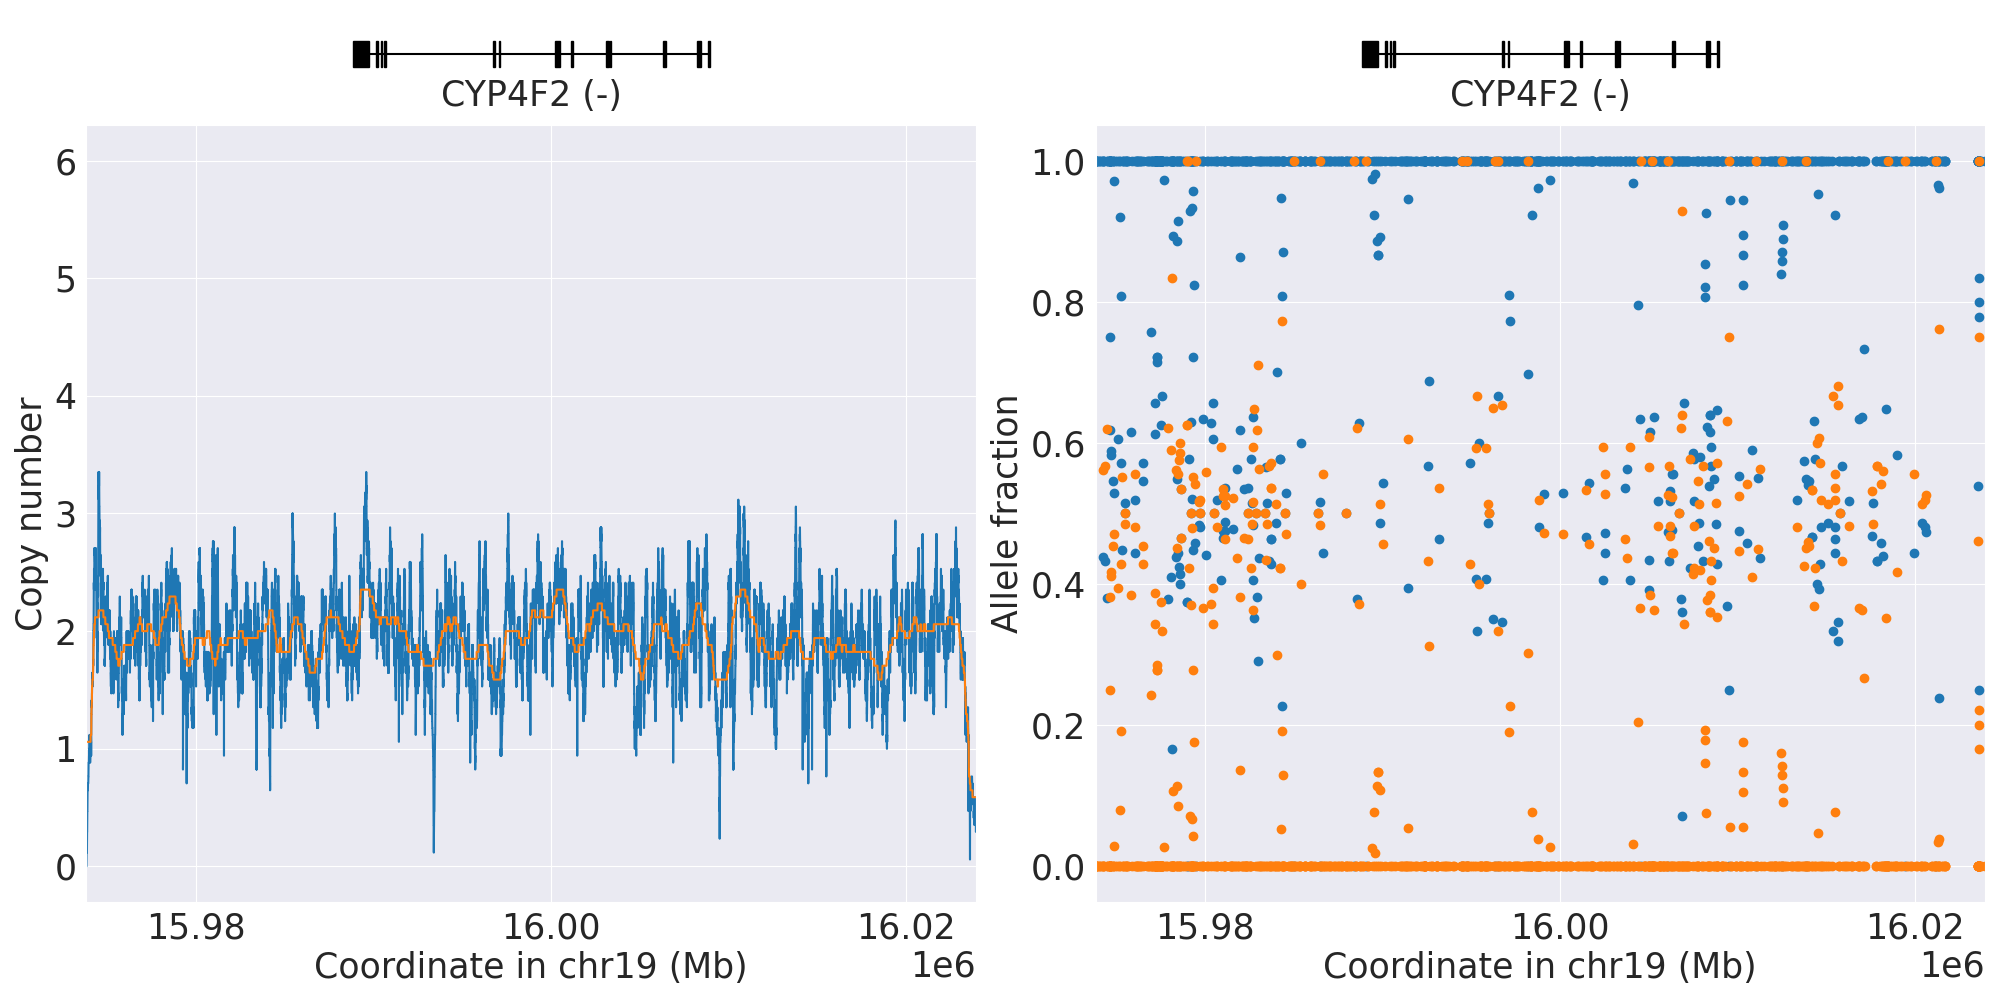 CYP4F2 (-)
CYP4F2 (-)
Copy number
6
5
4
3
2
1
0
15.98
16.00
16.02
Coordinate in chr19 (Mb)
1e6
Allele fraction
1.0
0.8
0.6
0.4
0.2
0.0
15.98
16.00
16.02
Coordinate in chr19 (Mb)
1e6